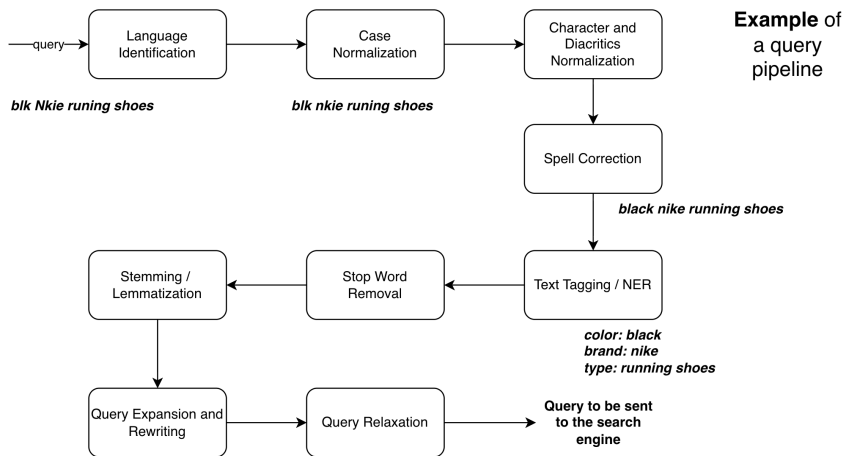 query
Language
Identification
Case
Normalization
Character and
Diacritics
Normalization
Example of
a query
pipeline
blk Nkie runing shoes
blk nkie runing shoes
Spell Correction
black nike running shoes
Text Tagging / NER
Stop Word
Removal
Stemming /
Lemmatization
color: black
brand: nike
type: running shoes
Query Expansion and
Rewriting
Query Relaxation
Query to be sent
to the search
engine